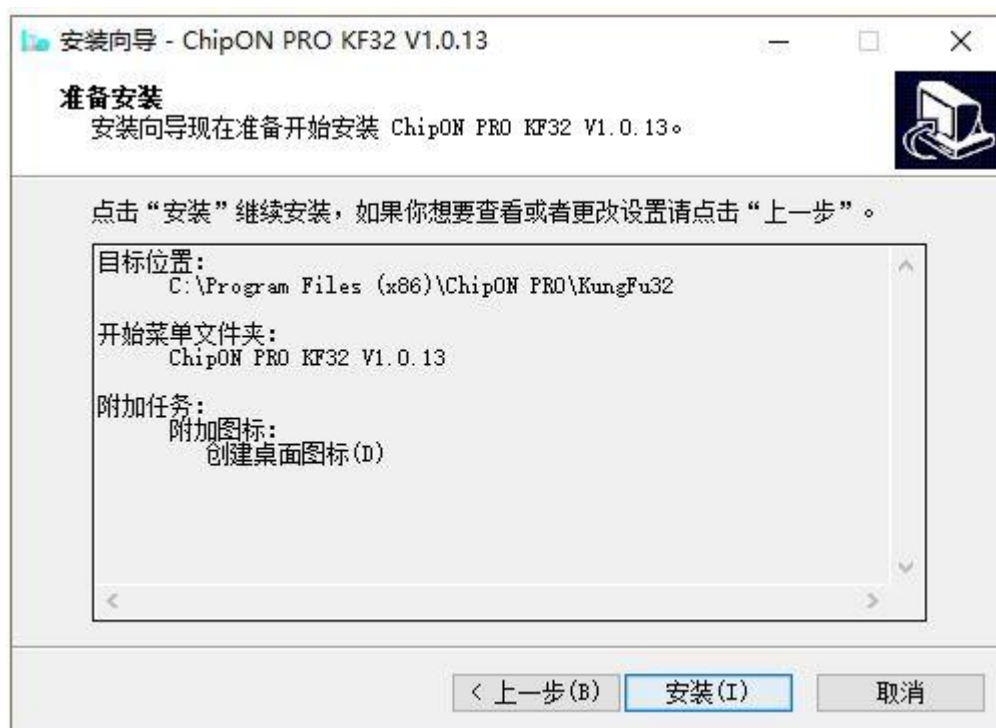 安装向导 - ChipON PRO KF32 V1.0.13
准备安装
安装向导现在准备开始安装 ChipON PRO KF32 V1.0.13。
点击“安装”继续安装，如果你想要查看或者更改设置请点击“上一步”。
目标位置：
C:\Program Files (x86)\ChipON PRO\KungFu32
开始菜单文件夹：
ChipON PRO KF32 V1.0.13
附加任务：
附加图标：
创建桌面图标(D)
< 上一步(B) 安装(I) 取消